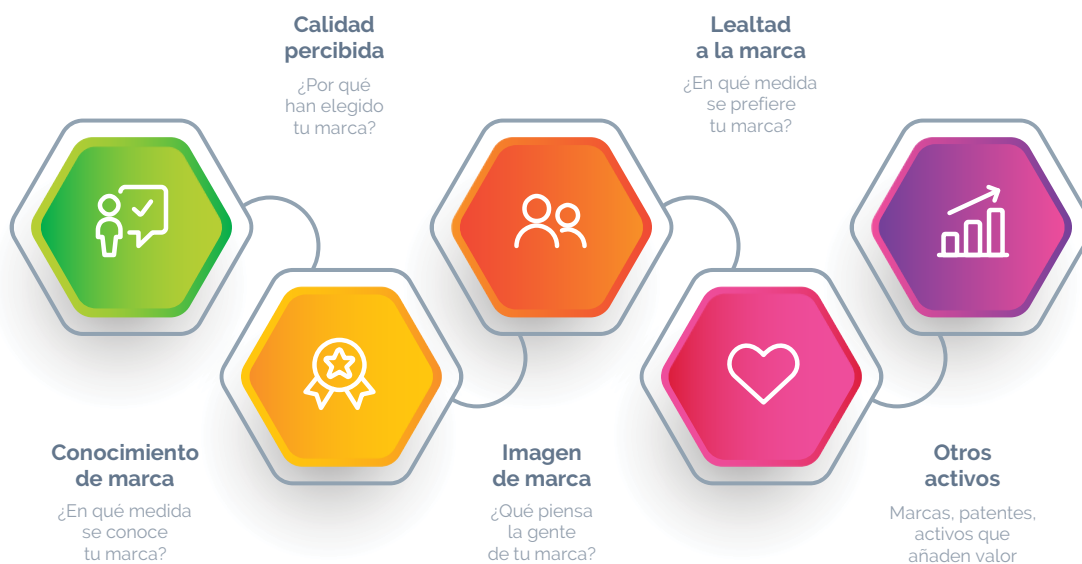 Calidad
percibida
¿Por qué
han elegido
tu marca?
Lealtad
a la marca
¿En qué medida
se prefiere
tu marca?
Conocimiento
de marca
¿En qué medida
se conoce
tu marca?
Imagen
de marca
¿Qué piensa
la gente
de tu marca?
Otros
activos
Marcas, patentes,
activos que
añaden valor